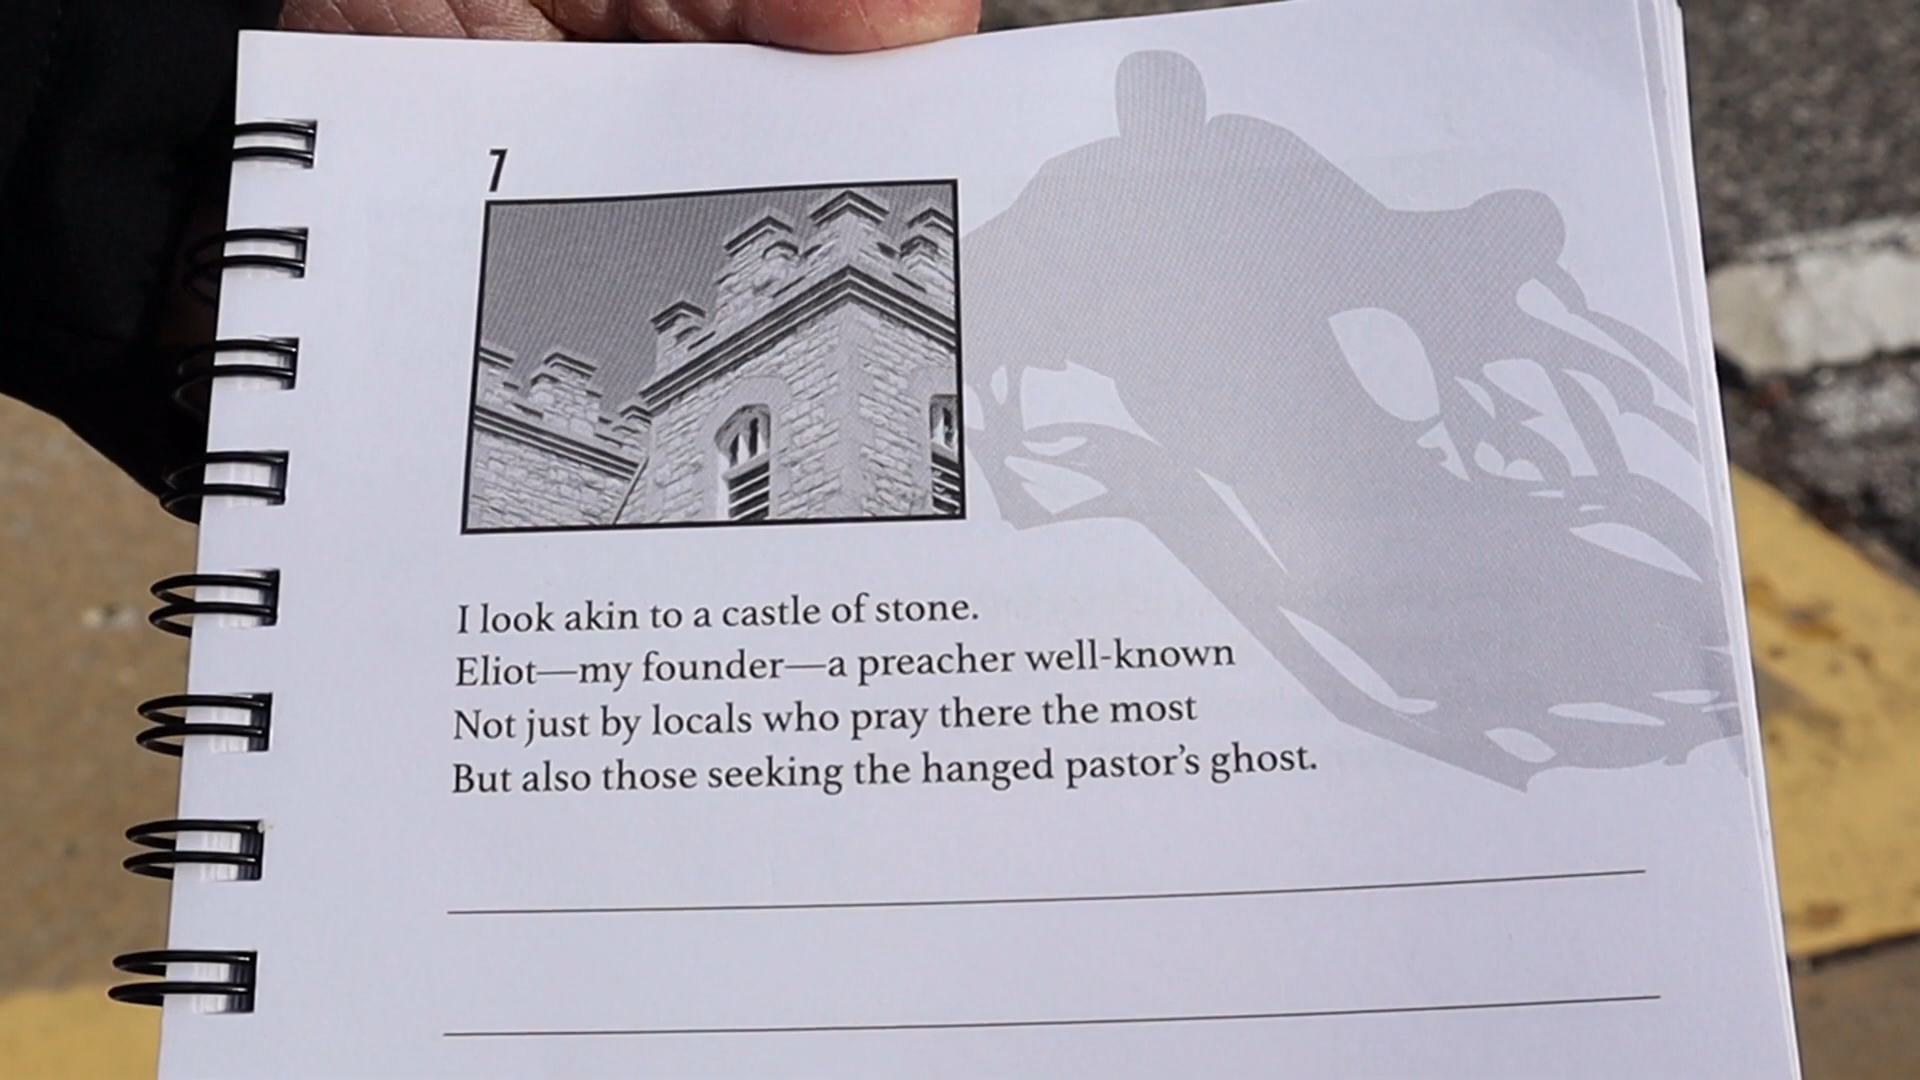 7
I look akin to a castle of stone.
Eliot—my founder—a preacher well-known
Not just by locals who pray there the most
But also those seeking the hanged pastor's ghost.